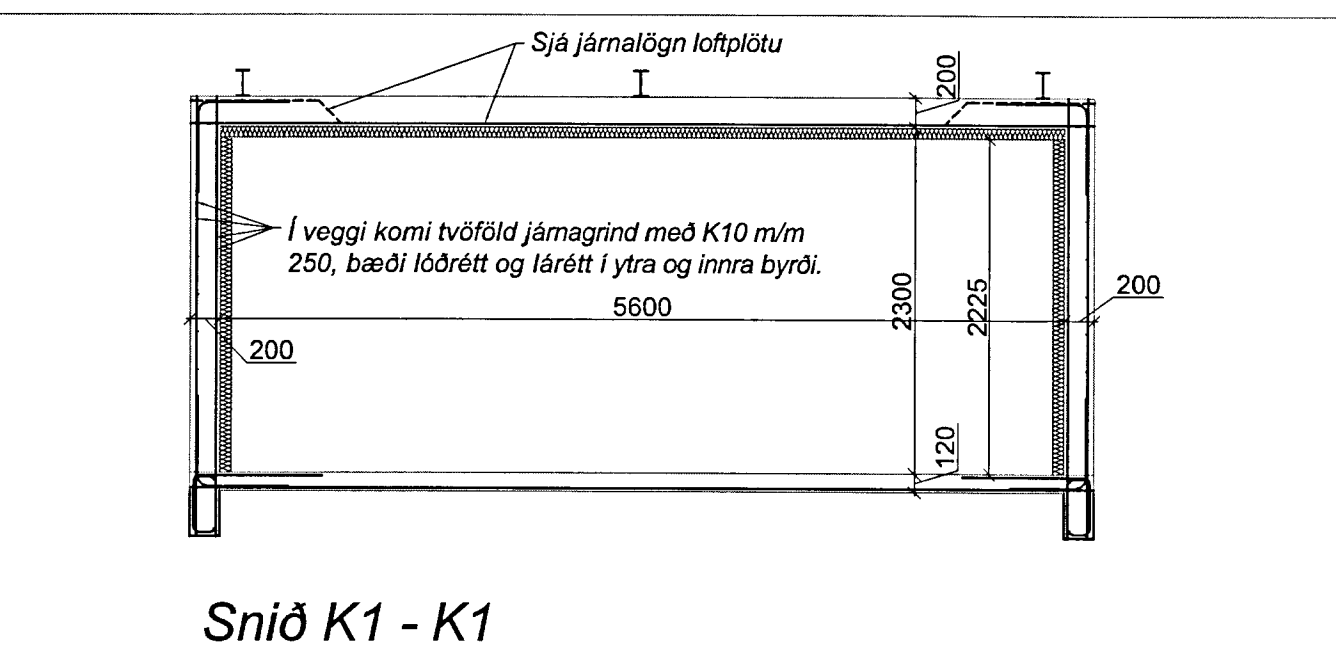 Sjá járnalögn loftplötu
200
Í veggi komi tvöföld járnagrind með K10 m/m
250, bæði lóðrétt og lárétt í ytra og innra byrði.
5600
2300
2225
200
200
120
Snið K1 - K1